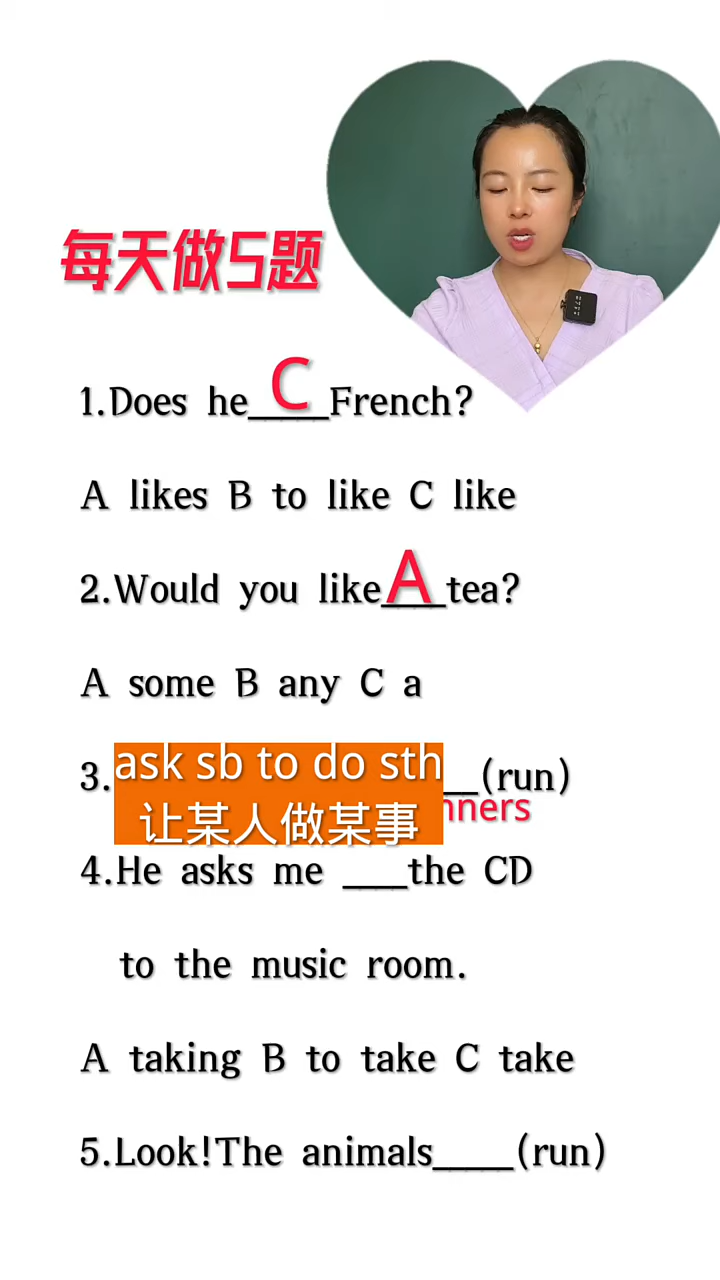 每天做5题
1.Does he C French?
A likes B to like C like
2.Would you like A tea?
A some B any C a
3. ask sb to do sth ___(run)
让某人做某事
4.He asks me ___the CD
to the music room.
A taking B to take C take
5.Look!The animals____(run)